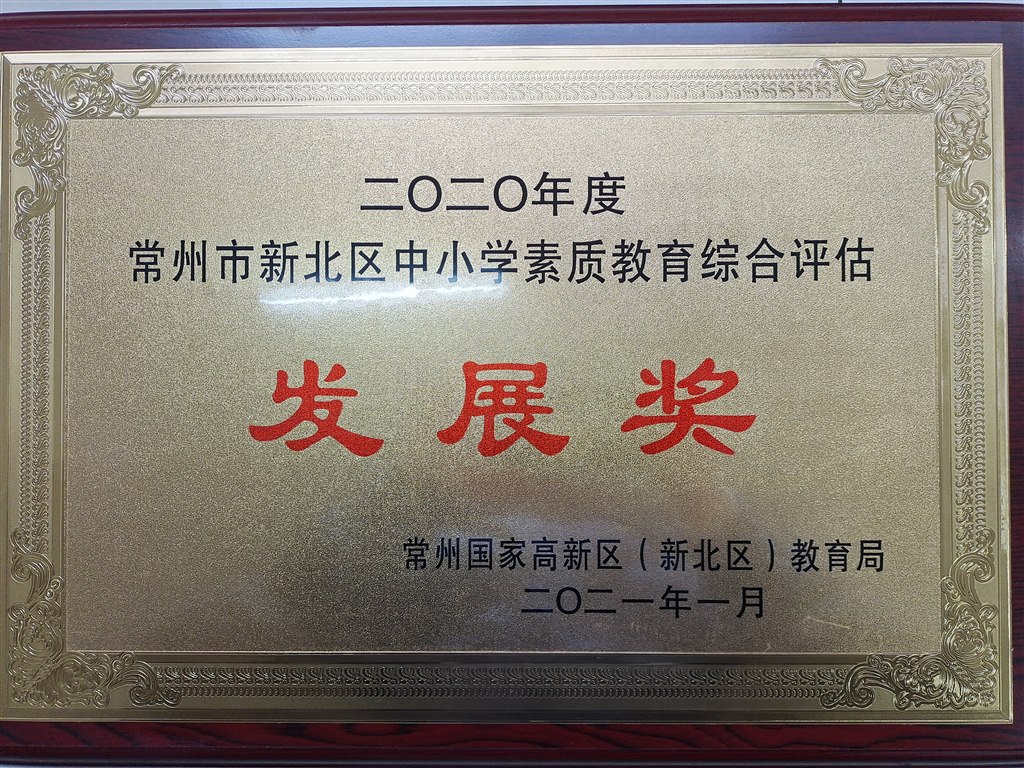 二〇二〇年度
常州市新北区中小学素质教育综合评估
发展奖
常州国家高新区（新北区）教育局
二〇二一年一月